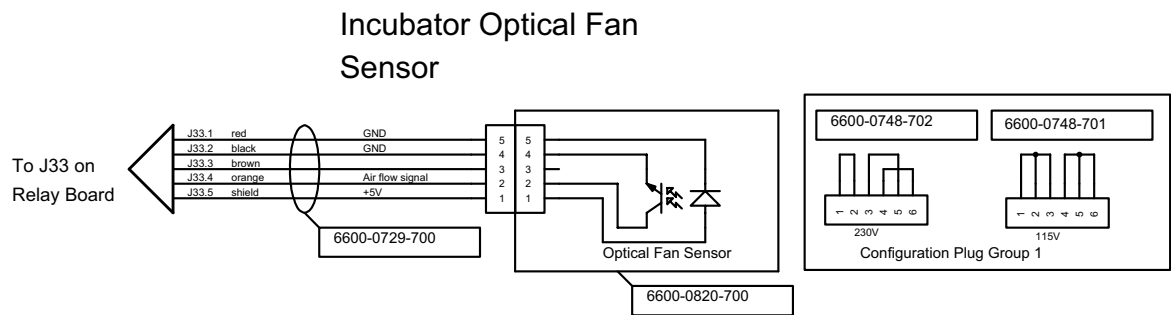 Incubator Optical Fan
Sensor
To J33 on
Relay Board
J33.1 red GND
J33.2 black GND
J33.3 brown
J33.4 orange Air flow signal
J33.5 shield +5V
5 5
4 4
3 3
2 2
1 1
6600-0729-700
Optical Fan Sensor
6600-0820-700
6600-0748-702
1 2 3 4 5 6
230V
6600-0748-701
1 2 3 4 5 6
115V
Configuration Plug Group 1